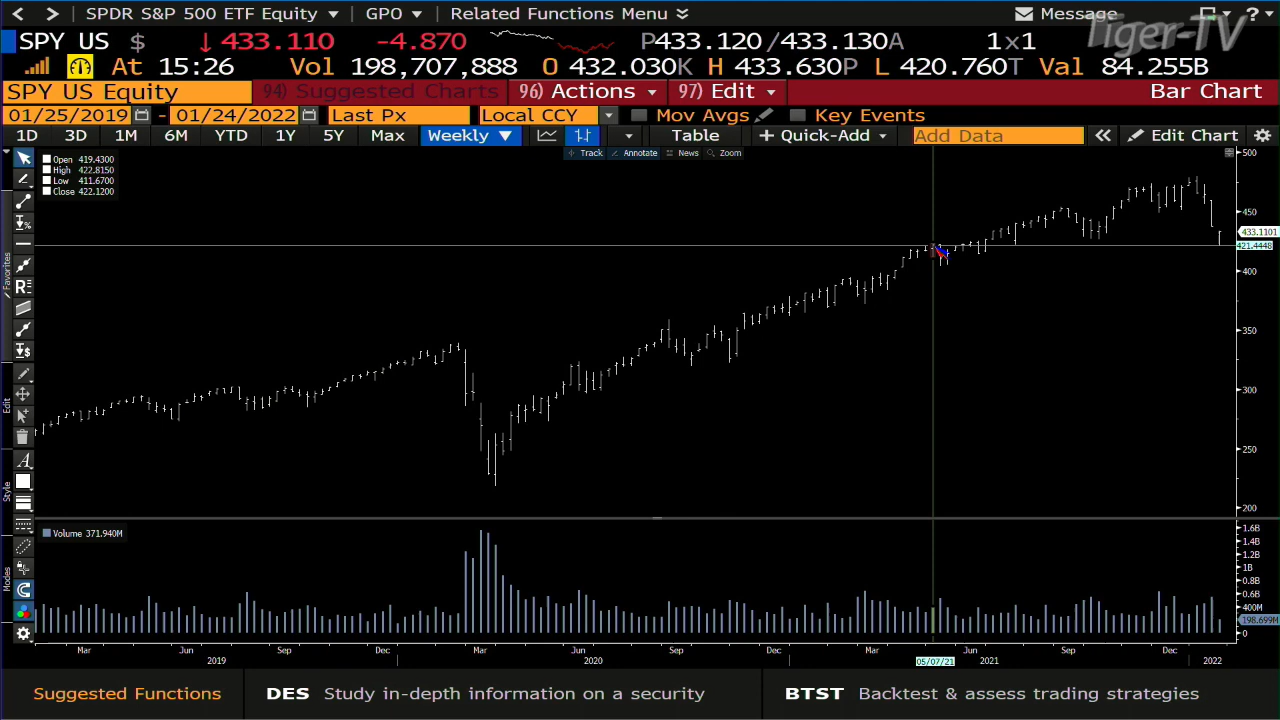 < > SPDR S&P 500 ETF Equity GPO Related Functions Menu Message ?
Tiger-TV
SPY US $ ↓ 433.110 -4.870 P433.120/433.130A 1x1
At 15:26 Vol 198,707,888 O 432.030K H 433.630P L 420.760T Val 84.255B
SPY US Equity 94) Suggested Charts 96) Actions 97) Edit Bar Chart
01/25/2019 - 01/24/2022 Last Px Local CCY Mov Avgs Key Events
1D 3D 1M 6M YTD 1Y 5Y Max Weekly ▼ Table + Quick-Add Add Data « Edit Chart
Track Annotate News Zoom
Open 419.4300
High 422.8150
Low 411.6700
Close 422.1200
500
450
433.1101
421.4448
400
350
300
250
200
Favorites
Edit
Style
Modes
Volume 371.940M
1.6B
1.2B
1B
0.8B
0.6B
400M
198.699M
0
Mar Jun Sep Dec Mar Jun Sep Dec Mar Jun Sep Dec
2019 2020 05/07/21 2021 2022
Suggested Functions DES Study in-depth information on a security BTST Backtest & assess trading strategies